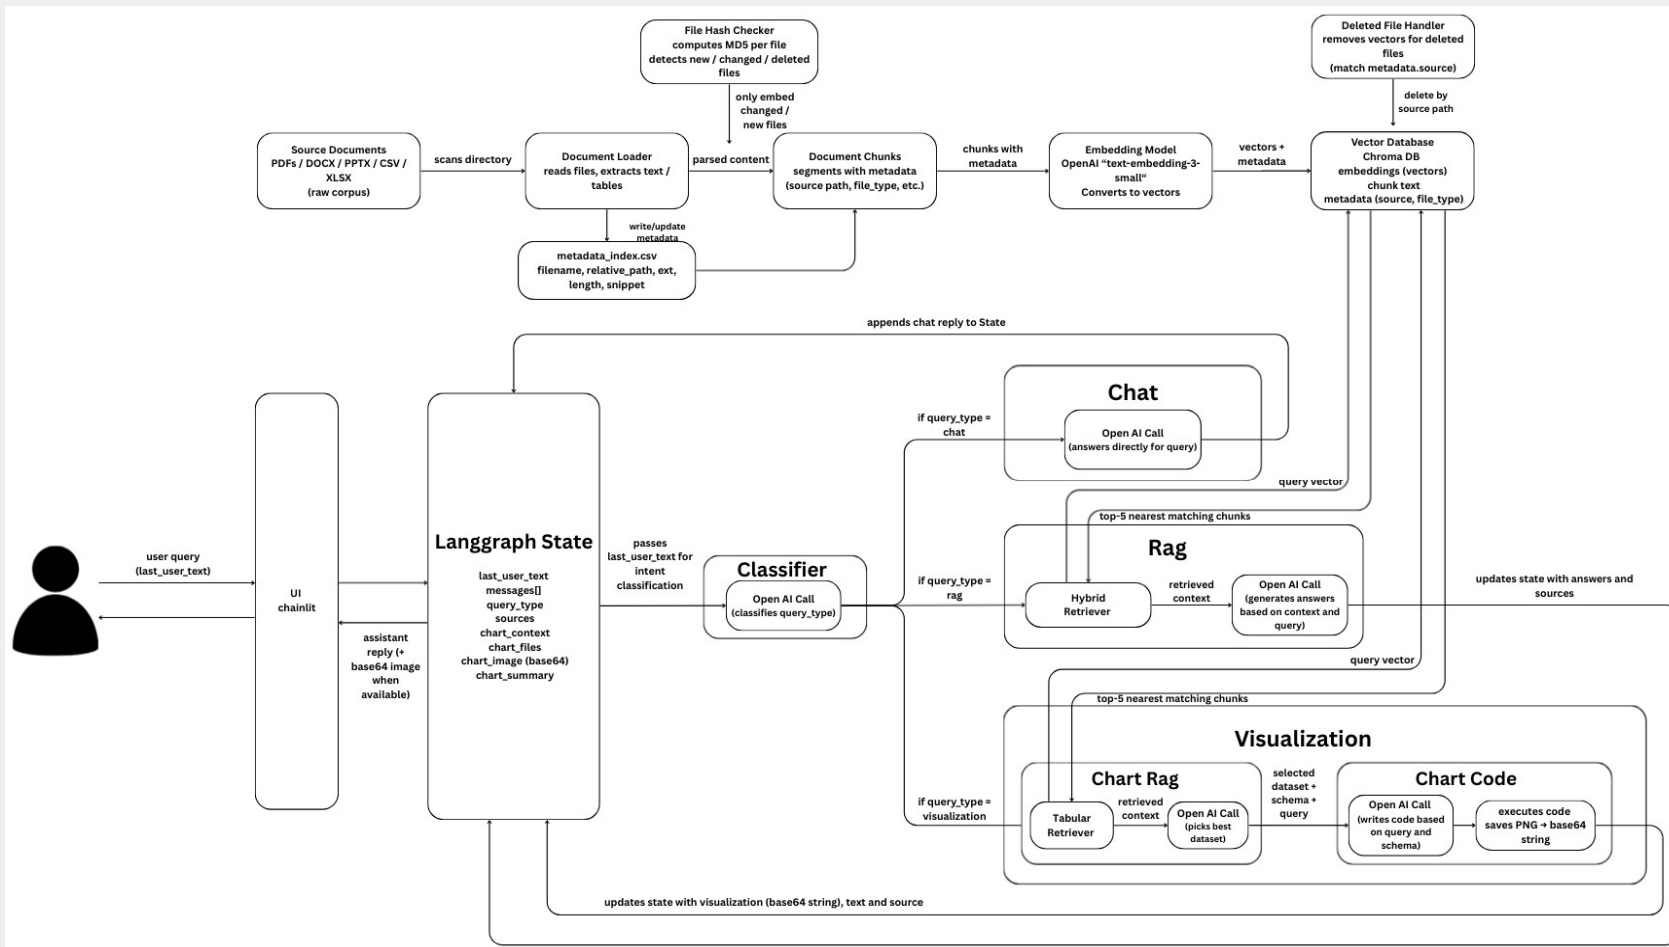 File Hash Checker
computes MD5 per file
detects new / changed / deleted
files
Deleted File Handler
removes vectors for deleted
files
(match metadata.source)
only embed
changed /
new files
delete by
source path
Source Documents
PDFs / DOCX / PPTX / CSV /
XLSX
(raw corpus)
scans directory
Document Loader
reads files, extracts text /
tables
parsed content
Document Chunks
segments with metadata
(source path, file_type, etc.)
chunks with
metadata
Embedding Model
OpenAI “text-embedding-3-
small“
Converts to vectors
vectors +
metadata
Vector Database
Chroma DB
embeddings (vectors)
chunk text
metadata (source, file_type)
write/update
metadata
metadata_index.csv
filename, relative_path, ext,
length, snippet
appends chat reply to State
Chat
if query_type =
chat
Open AI Call
(answers directly for query)
query vector
top-5 nearest matching chunks
user query
(last_user_text)
UI
chainlit
assistant
reply (+
base64 image
when
available)
Langgraph State
last_user_text
messages[]
query_type
sources
chart_context
chart_files
chart_image (base64)
chart_summary
passes
last_user_text for
intent
classification
Classifier
Open AI Call
(classifies query_type)
Rag
if query_type =
rag
Hybrid
Retriever
retrieved
context
Open AI Call
(generates answers
based on context and
query)
updates state with answers and
sources
query vector
top-5 nearest matching chunks
Visualization
if query_type =
visualization
Chart Rag
Tabular
Retriever
retrieved
context
Open AI Call
(picks best
dataset)
selected
dataset +
schema +
query
Chart Code
Open AI Call
(writes code based
on query and
schema)
executes code
saves PNG → base64
string
updates state with visualization (base64 string), text and source